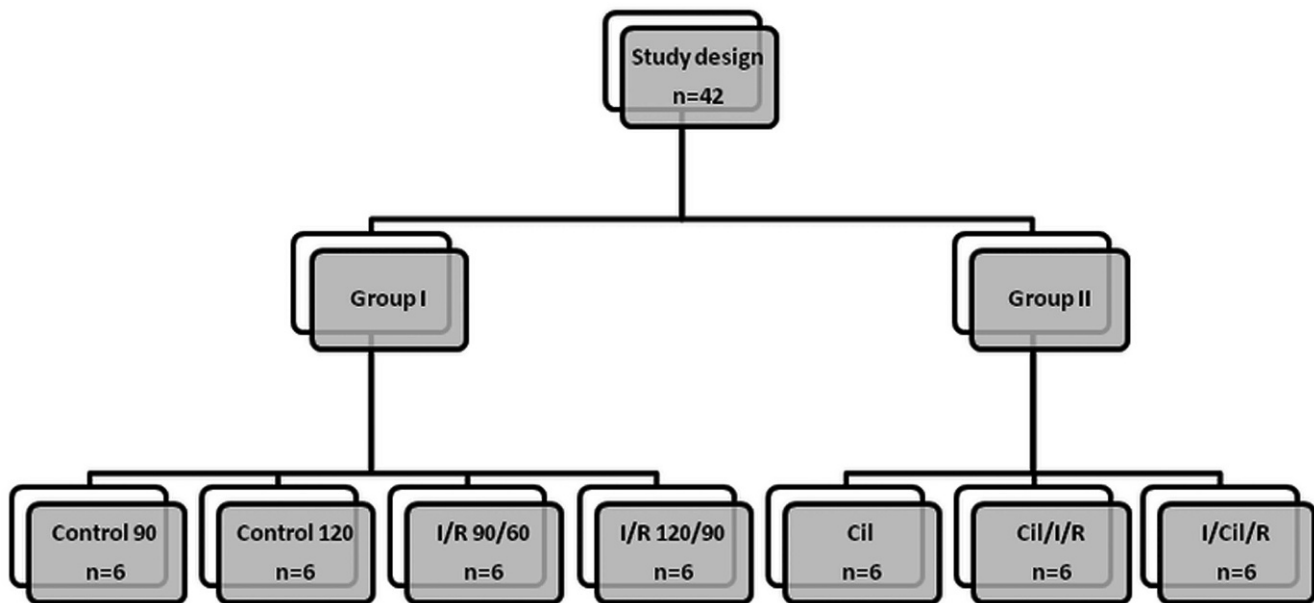 Study design
n=42
Group I
Group II
Control 90
n=6
Control 120
n=6
I/R 90/60
n=6
I/R 120/90
n=6
Cil
n=6
Cil/I/R
n=6
I/Cil/R
n=6